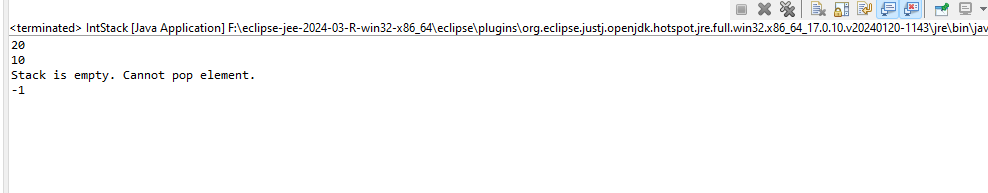 <terminated> IntStack [Java Application] F:\eclipse-jee-2024-03-R-win32-x86_64\eclipse\plugins\org.eclipse.justj.openjdk.hotspot.jre.full.win32.x86_64_17.0.10.v20240120-1143\jre\bin\jav
20
10
Stack is empty. Cannot pop element.
-1